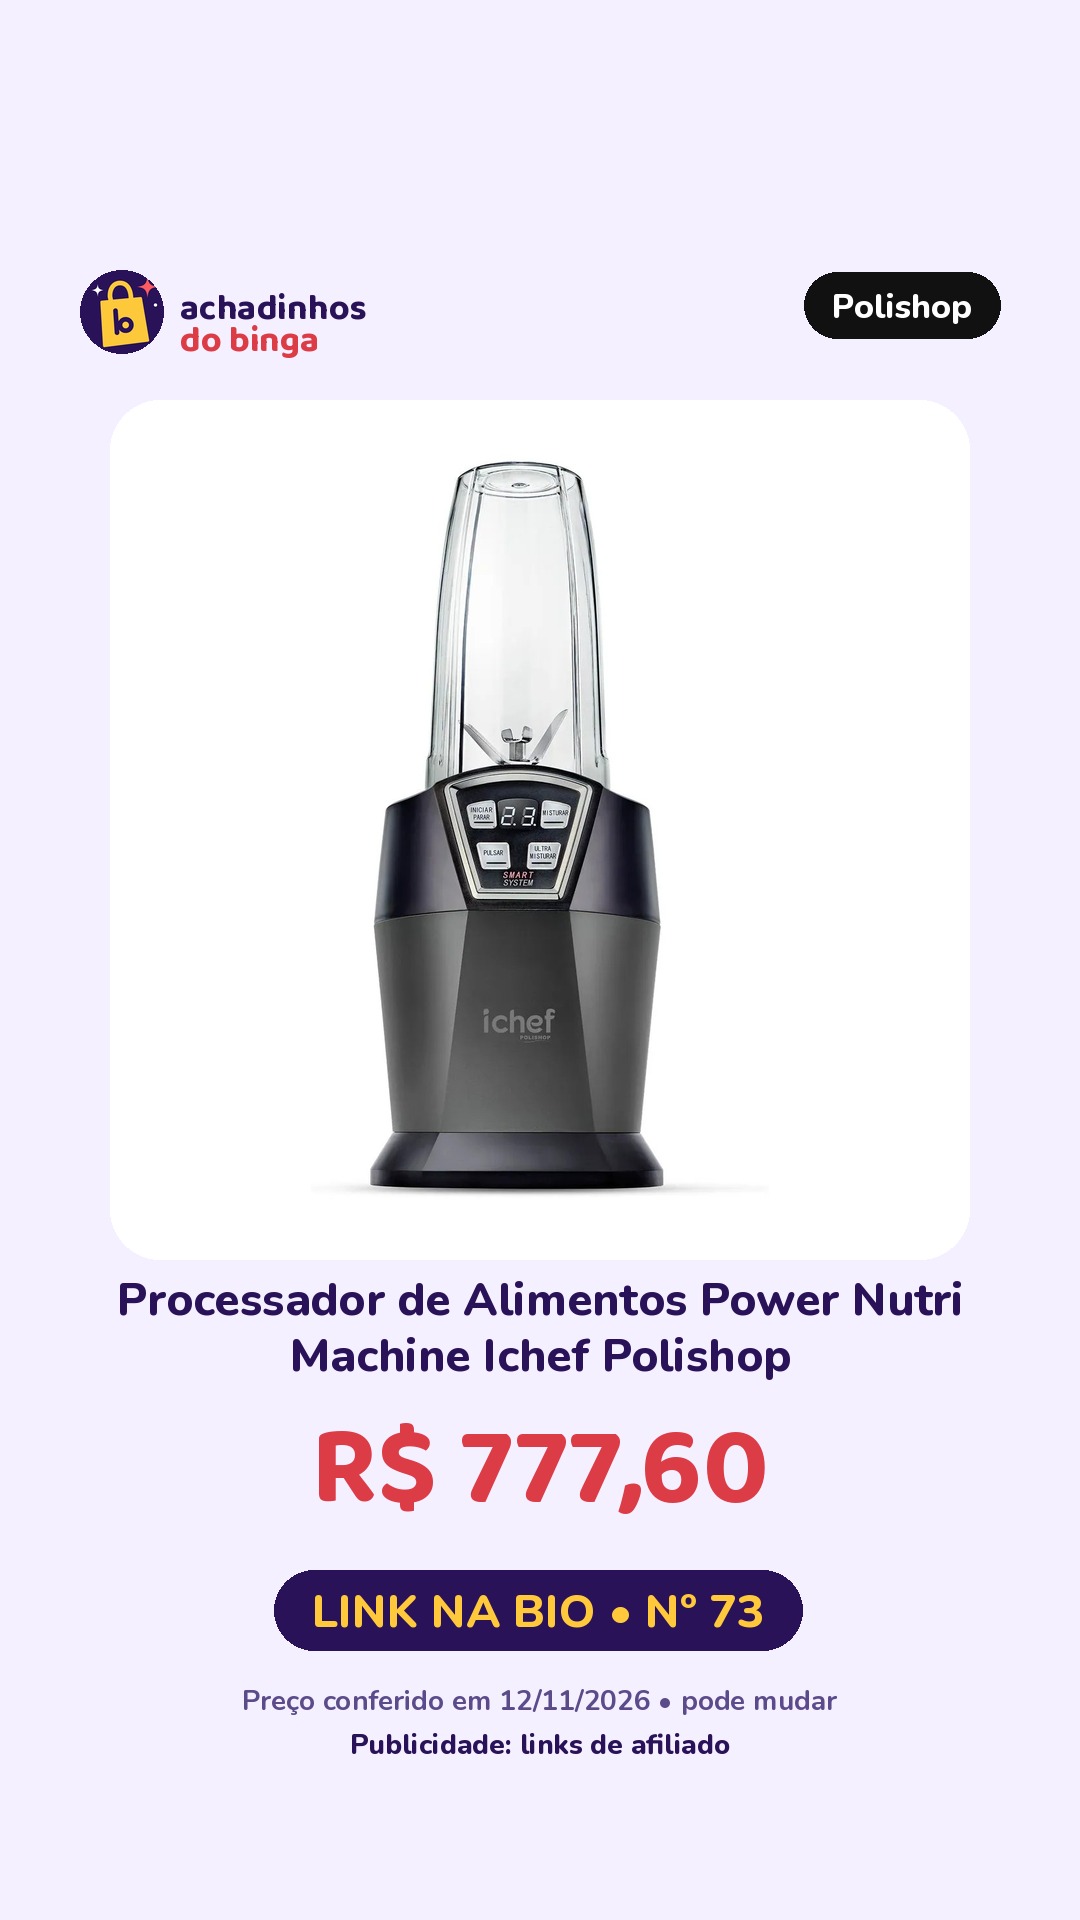 achadinhos
do binga
Polishop
INICIAR
PARAR
2.3.
MISTURAR
PULSAR
ULTRA
MISTURAR
SMART
SYSTEM
ichef
POLISHOP
Processador de Alimentos Power Nutri
Machine Ichef Polishop
R$ 777,60
LINK NA BIO • Nº 73
Preço conferido em 12/11/2026 • pode mudar
Publicidade: links de afiliado